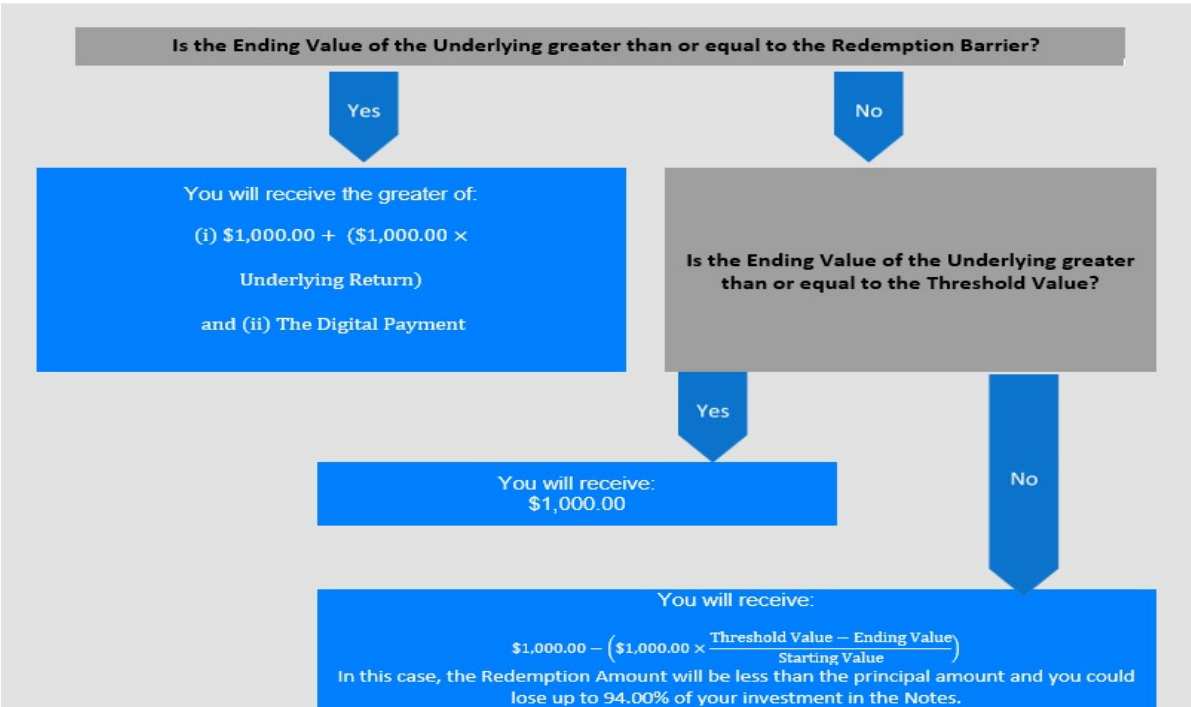 Is the Ending Value of the Underlying greater than or equal to the Redemption Barrier?
Yes
No
You will receive the greater of:
(i) $1,000.00 + ($1,000.00 ×
Underlying Return)
and (ii) The Digital Payment
Is the Ending Value of the Underlying greater
than or equal to the Threshold Value?
Yes
No
You will receive:
$1,000.00
You will receive:
$1,000.00 − ($1,000.00 × Threshold Value − Ending Value / Starting Value)
In this case, the Redemption Amount will be less than the principal amount and you could
lose up to 94.00% of your investment in the Notes.